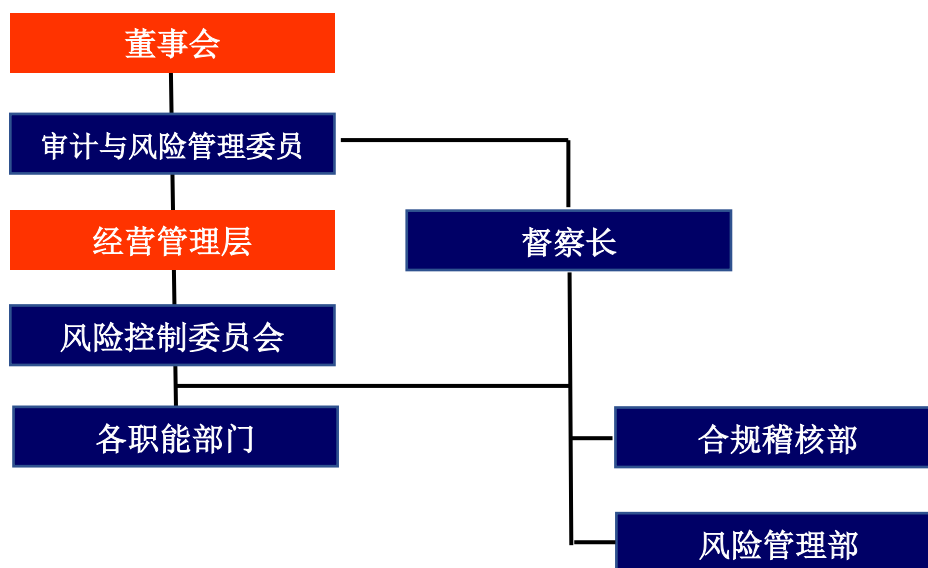 董事会
审计与风险管理委员
经营管理层
督察长
风险控制委员会
各职能部门
合规稽核部
风险管理部